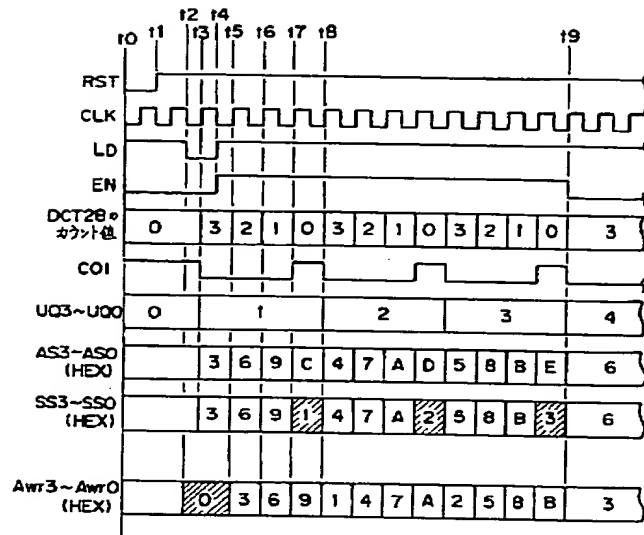 t2 t4
t0 t1 t3 t5 t6 t7 t8 t9
RST
CLK
LD
EN
DCT28の
カウント値 0 3 2 1 0 3 2 1 0 3 2 1 0 3
COI
UQ3~UQ0 0 1 2 3 4
AS3~AS0
(HEX) 3 6 9 C 4 7 A D 5 8 B E 6
SS3~SS0
(HEX) 3 6 9 1 4 7 A 2 5 8 B 3 6
Awr3~Awr0
(HEX) 0 3 6 9 1 4 7 A 2 5 8 B 3